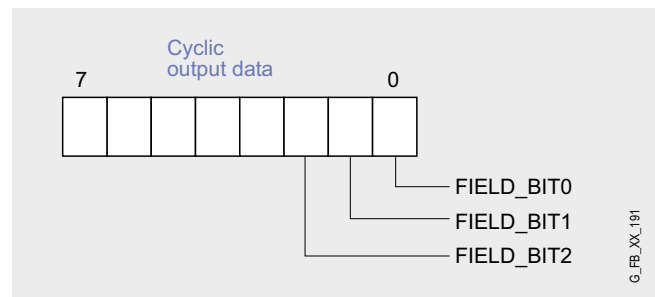 Cyclic
output data
7 0
FIELD_BIT0
FIELD_BIT1
FIELD_BIT2
G_FB_XX_191